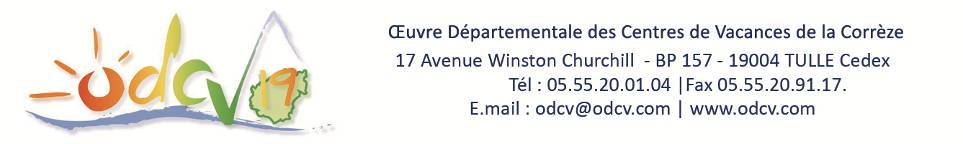 odcv 19
Œuvre Départementale des Centres de Vacances de la Corrèze
17 Avenue Winston Churchill - BP 157 - 19004 TULLE Cedex
Tél : 05.55.20.01.04 |Fax 05.55.20.91.17.
E.mail : odcv@odcv.com | www.odcv.com